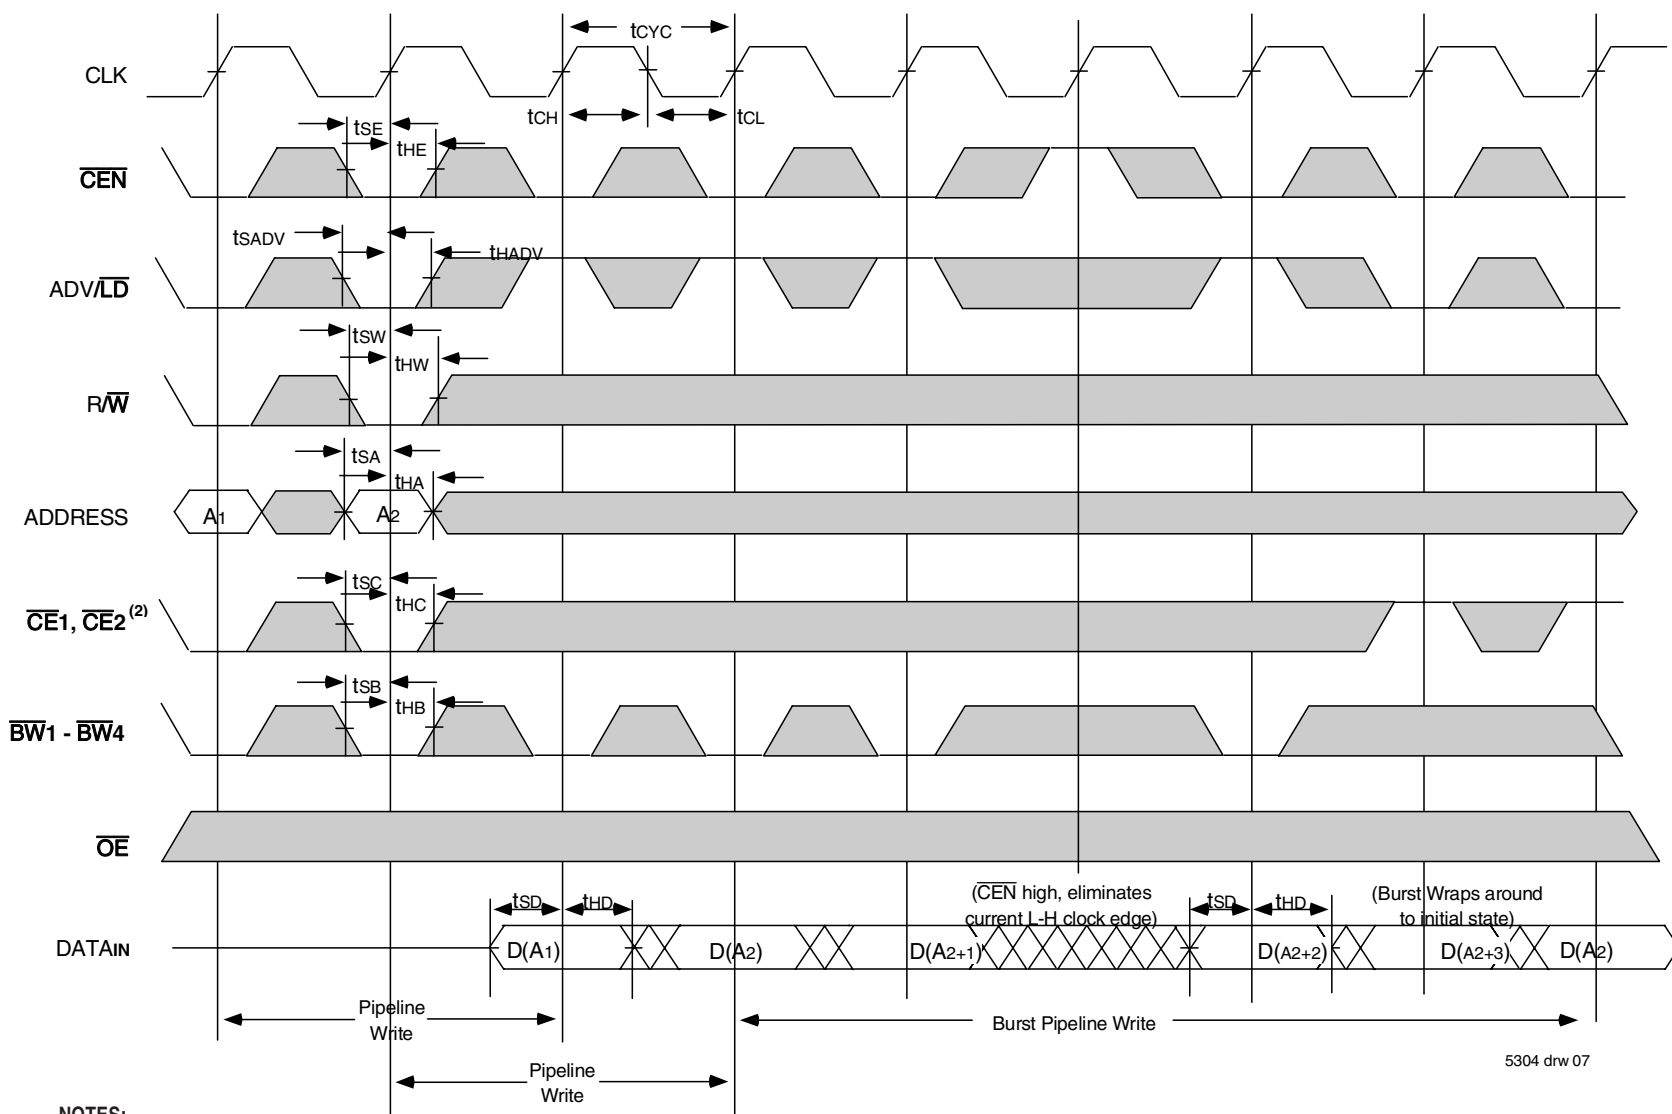 tCYC
CLK
tCH
tCL
tSE
tHE
CEN
tSADV
tHADV
ADV/LD
tSW
tHW
R/W
tSA
tHA
ADDRESS
A1
A2
tSC
tHC
CE1, CE2 (2)
tSB
tHB
BW1 - BW4
OE
(CEN high, eliminates
current L-H clock edge)
(Burst Wraps around
to initial state)
tSD
tHD
tSD
tHD
DATAIN
D(A1)
D(A2)
D(A2+1)
D(A2+2)
D(A2+3)
D(A2)
Pipeline
Write
Burst Pipeline Write
Pipeline
Write
5304 drw 07
NOTES: